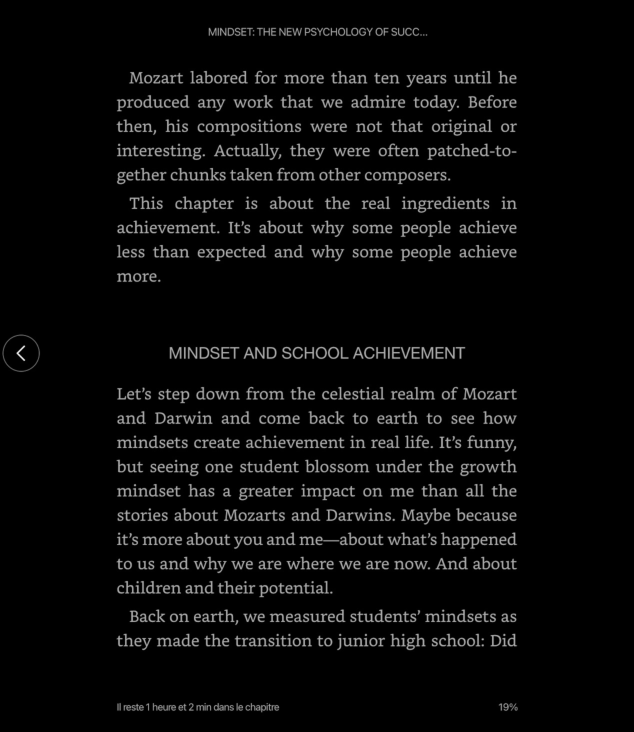 MINDSET: THE NEW PSYCHOLOGY OF SUCC...
Mozart labored for more than ten years until he
produced any work that we admire today. Before
then, his compositions were not that original or
interesting. Actually, they were often patched-to-
gether chunks taken from other composers.
This chapter is about the real ingredients in
achievement. It’s about why some people achieve
less than expected and why some people achieve
more.
MINDSET AND SCHOOL ACHIEVEMENT
Let’s step down from the celestial realm of Mozart
and Darwin and come back to earth to see how
mindsets create achievement in real life. It’s funny,
but seeing one student blossom under the growth
mindset has a greater impact on me than all the
stories about Mozarts and Darwins. Maybe because
it’s more about you and me—about what’s happened
to us and why we are where we are now. And about
children and their potential.
Back on earth, we measured students’ mindsets as
they made the transition to junior high school: Did
Il reste 1 heure et 2 min dans le chapitre
19%